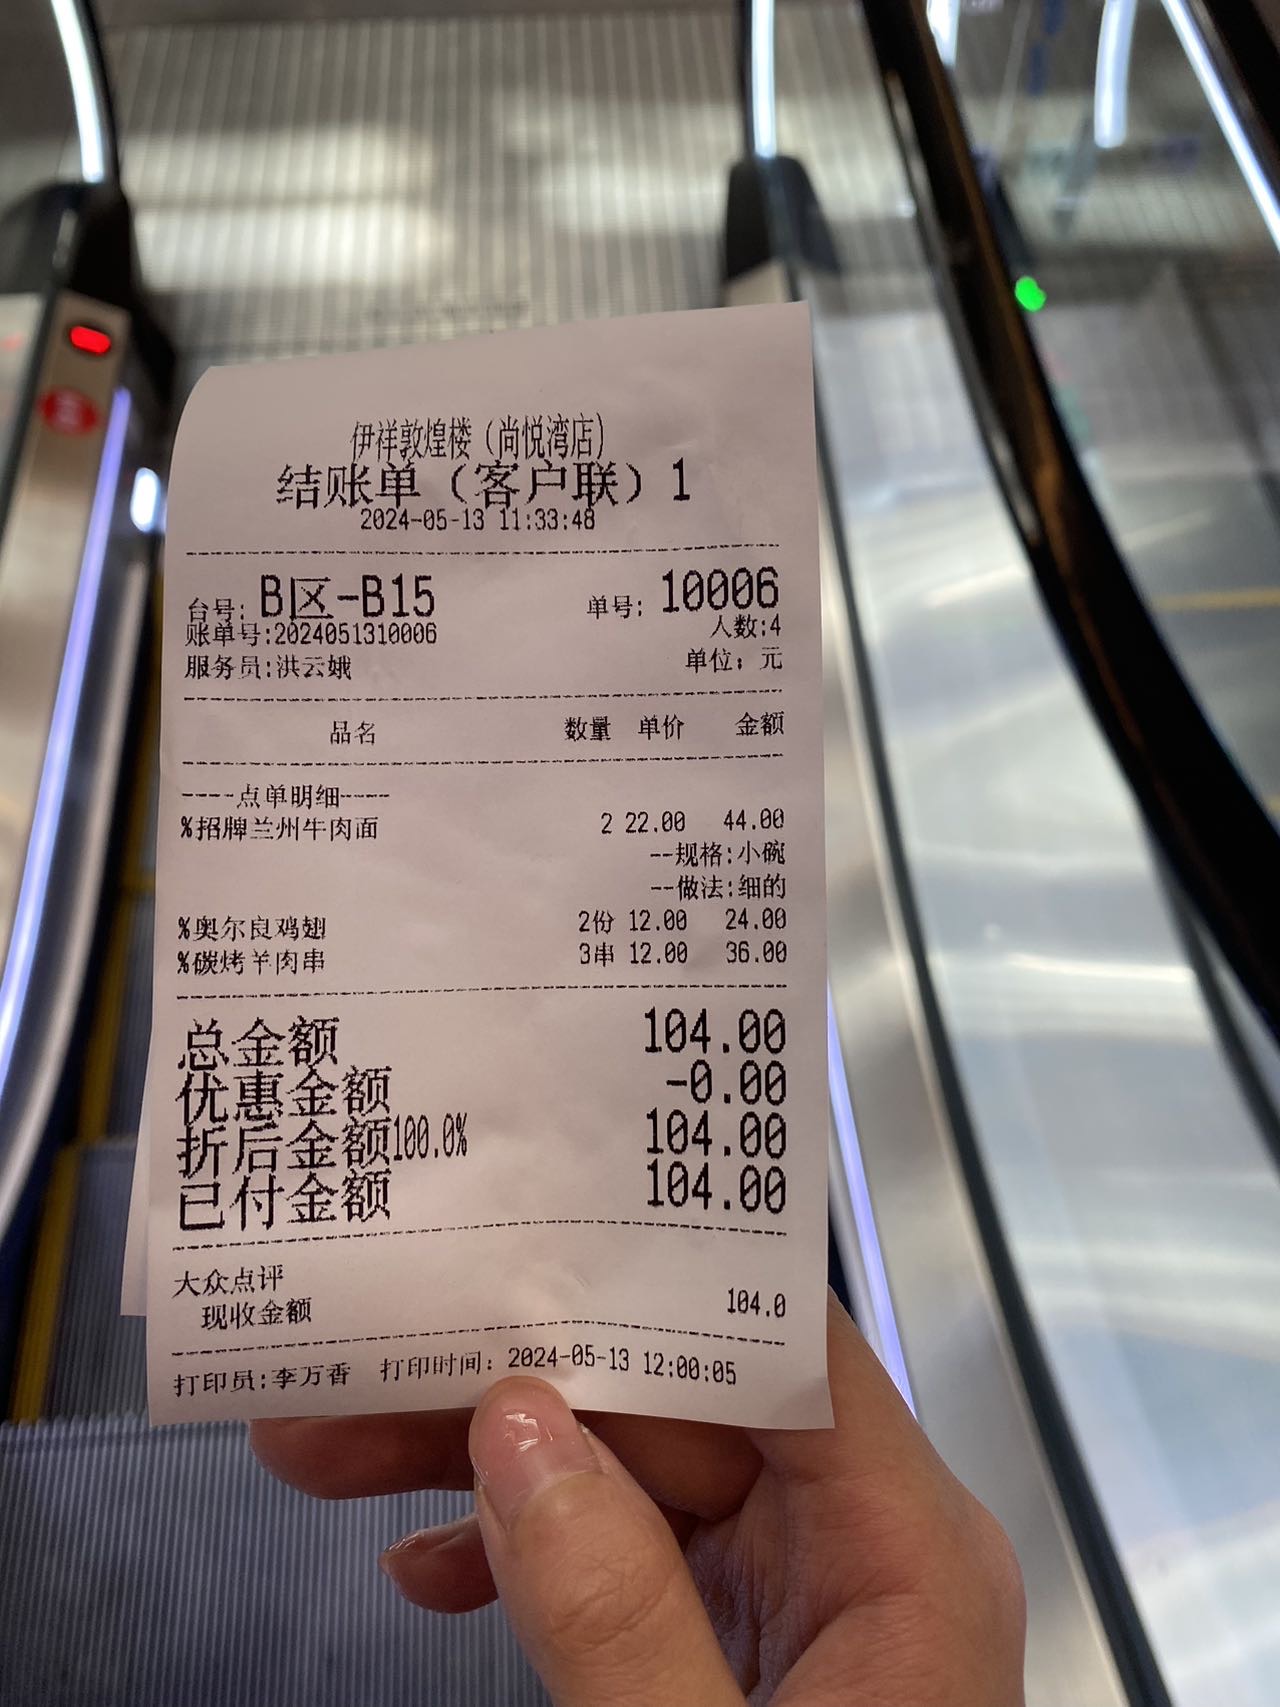 伊祥敦煌楼（尚悦湾店）
结账单（客户联）1
2024-05-13 11:33:48
台号: B区-B15 单号: 10006
账单号:2024051310006 人数:4
服务员:洪云娥 单位：元
品名 数量 单价 金额
----点单明细----
%招牌兰州牛肉面 2 22.00 44.00
--规格:小碗
--做法:细的
%奥尔良鸡翅 2份 12.00 24.00
%碳烤羊肉串 3串 12.00 36.00
总金额 104.00
优惠金额 -0.00
折后金额100.0% 104.00
已付金额 104.00
大众点评
现收金额 104.0
打印员:李万香 打印时间: 2024-05-13 12:00:05